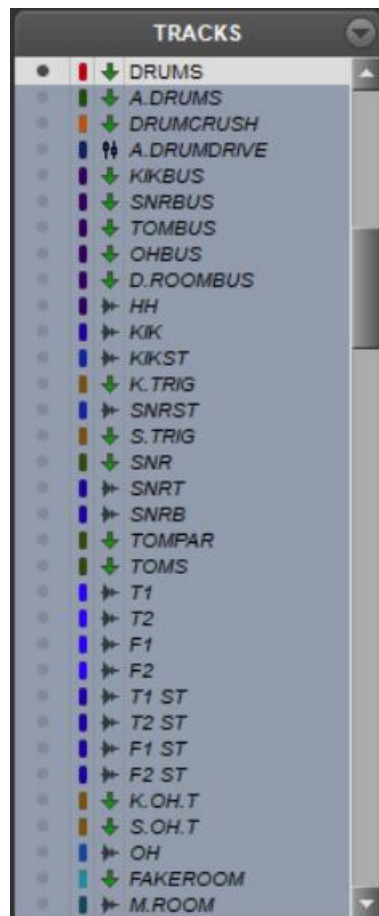 TRACKS
DRUMS
A.DRUMS
DRUMCRUSH
A.DRUMDRIVE
KIKBUS
SNRBUS
TOMBUS
OHBUS
D.ROOMBUS
HH
KIK
KIKST
K.TRIG
SNRST
S.TRIG
SNR
SNRT
SNRB
TOMPAR
TOMS
T1
T2
F1
F2
T1 ST
T2 ST
F1 ST
F2 ST
K.OH.T
S.OH.T
OH
FAKEROOM
M.ROOM